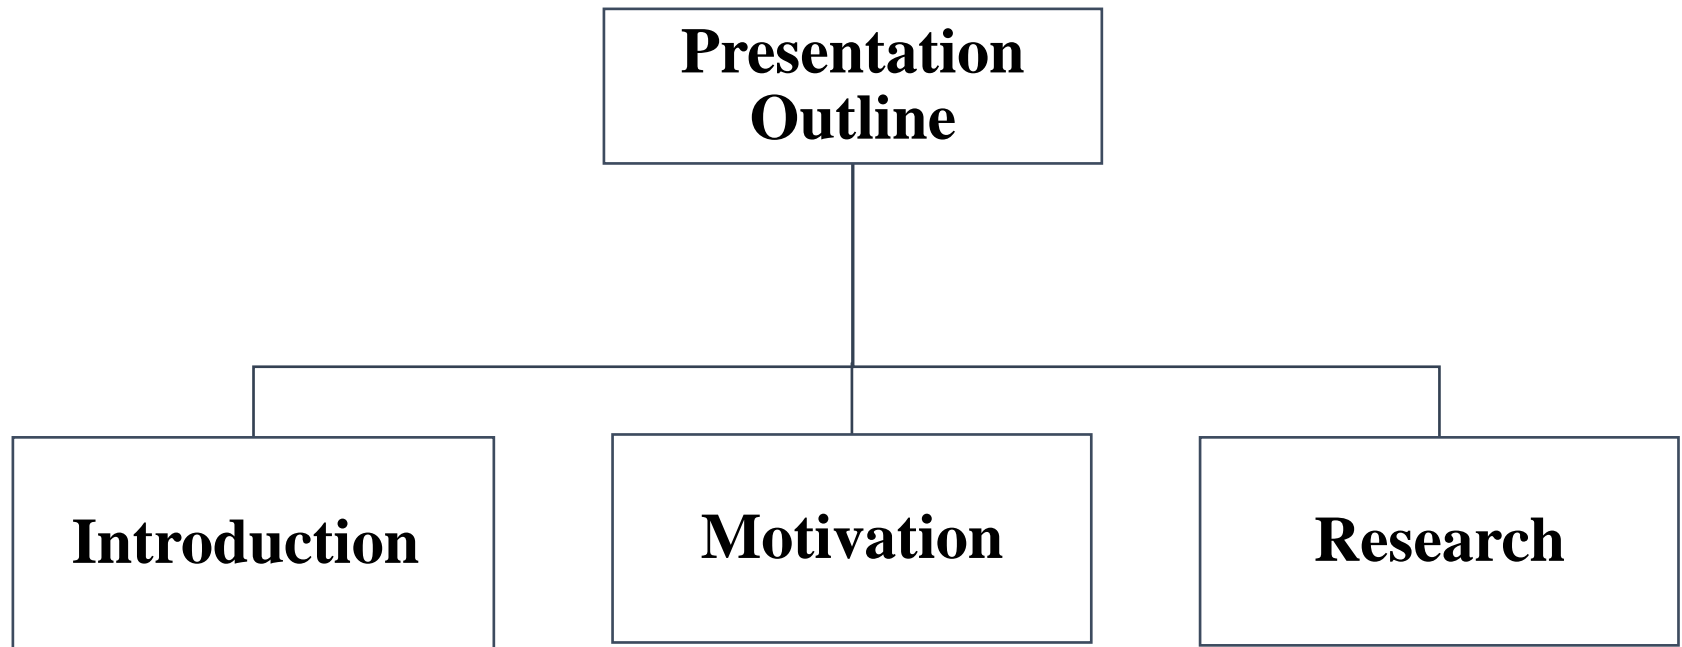 Presentation
Outline
Introduction
Motivation
Research